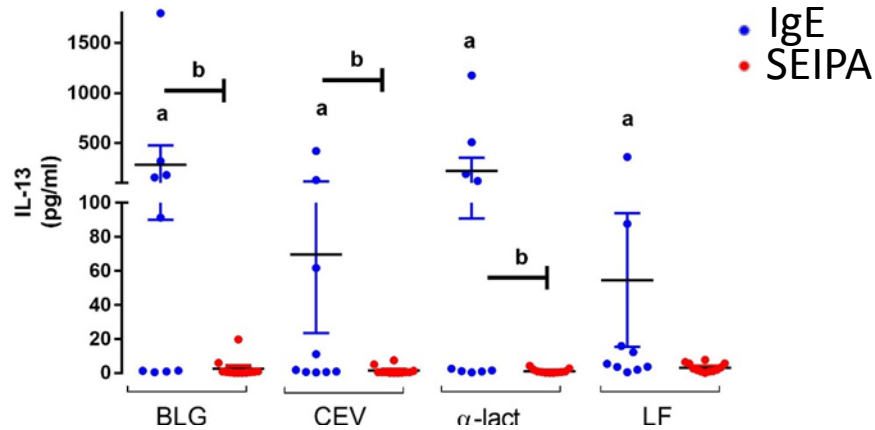 IgE
SEIPA
IL-13
(pg/ml)
1500
1000
500
100
80
60
40
20
0
a
b
a
b
a
b
a
BLG
CEV
α-lact
LF